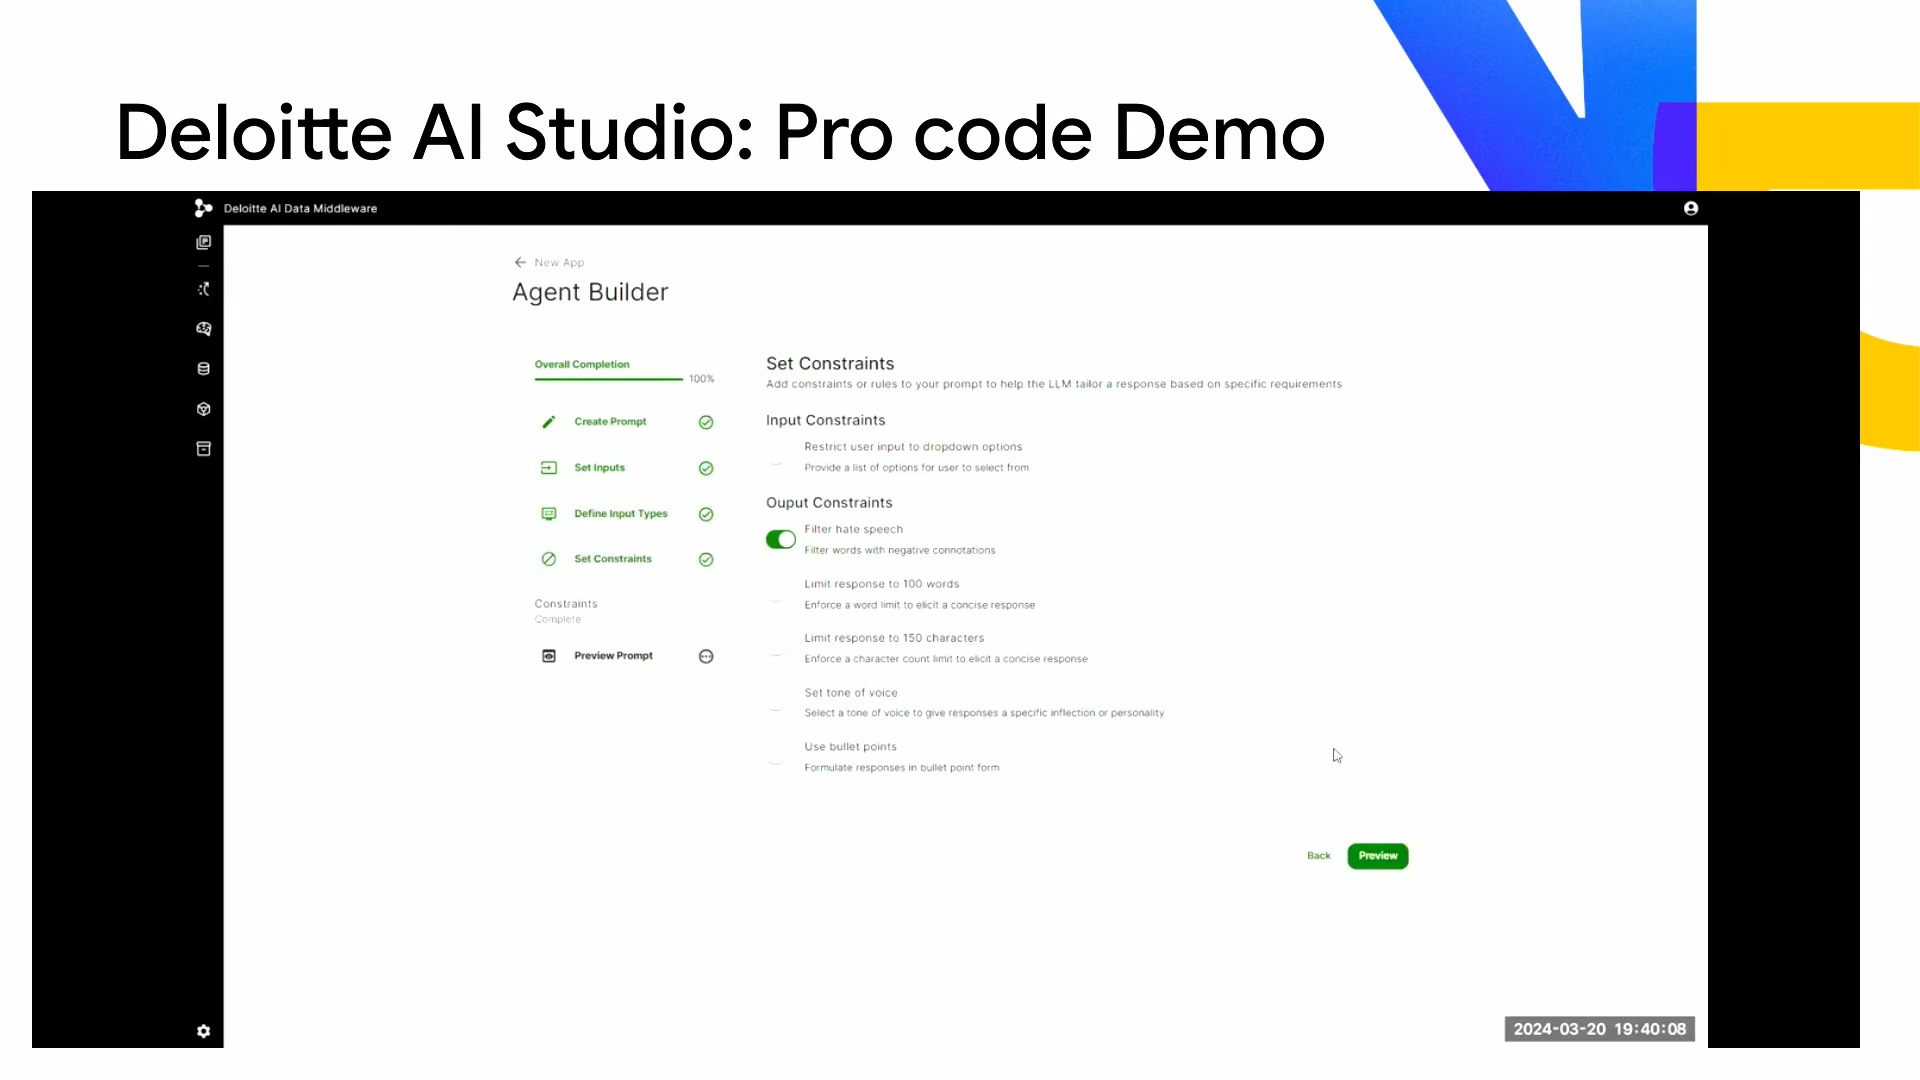 Deloitte AI Studio: Pro code Demo
Deloitte AI Data Middleware
New App
Agent Builder
Overall Completion
100%
Create Prompt
Set Inputs
Define Input Types
Set Constraints
Constraints
Complete
Preview Prompt
Set Constraints
Add constraints or rules to your prompt to help the LLM tailor a response based on specific requirements
Input Constraints
Restrict user input to dropdown options
Provide a list of options for user to select from
Ouput Constraints
Filter hate speech
Filter words with negative connotations
Limit response to 100 words
Enforce a word limit to elicit a concise response
Limit response to 150 characters
Enforce a character count limit to elicit a concise response
Set tone of voice
Select a tone of voice to give responses a specific inflection or personality
Use bullet points
Formulate responses in bullet point form
Back
Preview
2024-03-20 19:40:08